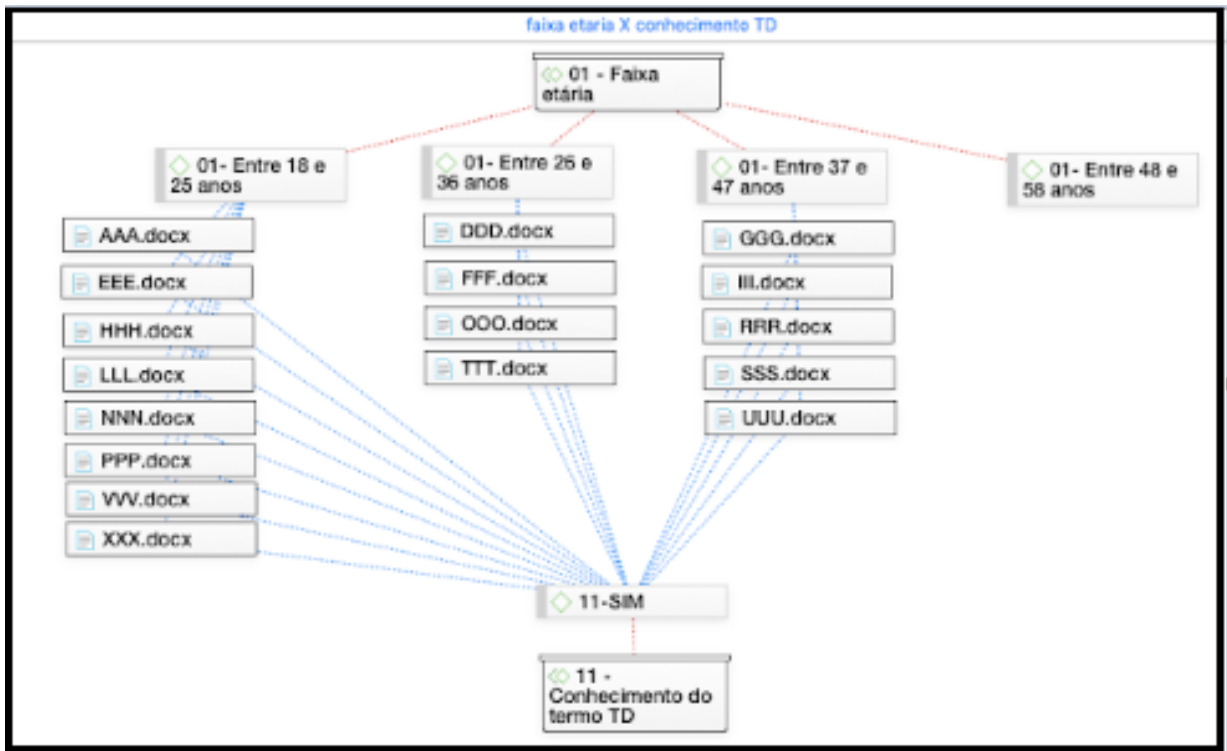 faixa etaria X conhecimento TD
01 - Faixa
etária
01- Entre 18 e
25 anos
01- Entre 26 e
36 anos
01- Entre 37 e
47 anos
01- Entre 48 e
58 anos
AAA.docx
EEE.docx
HHH.docx
LLL.docx
NNN.docx
PPP.docx
VVV.docx
XXX.docx
DDD.docx
FFF.docx
OOO.docx
TTT.docx
GGG.docx
III.docx
RRR.docx
SSS.docx
UUU.docx
11-SIM
11 -
Conhecimento do
termo TD